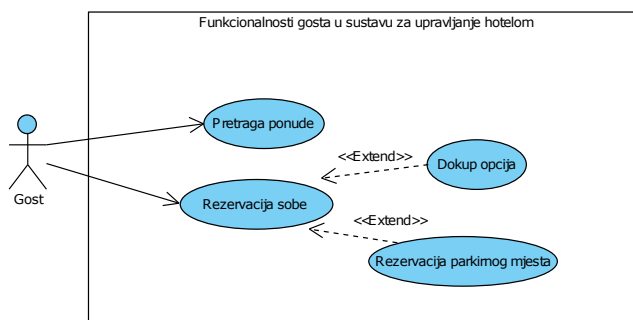 Funkcionalnosti gosta u sustavu za upravljanje hotelom
Pretraga ponude
<<Extend>>
Dokup opcija
Gost
Rezervacija sobe
<<Extend>>
Rezervacija parkirnog mjesta